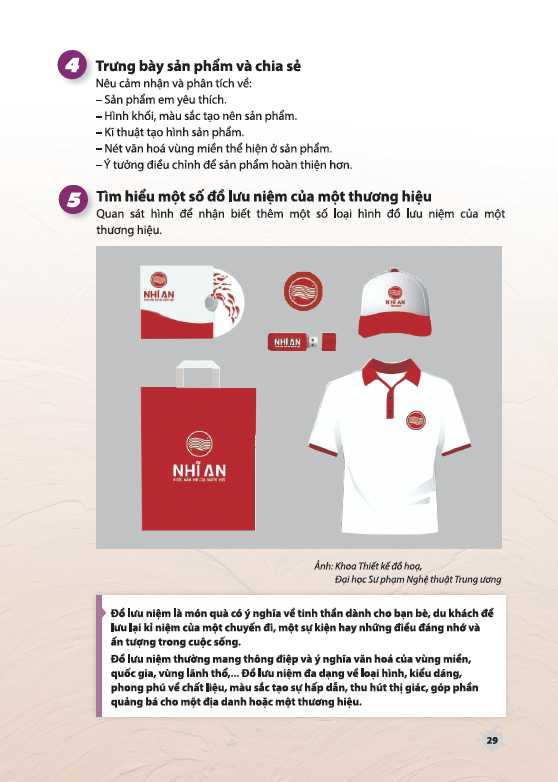 4 Trưng bày sản phẩm và chia sẻ
Nêu cảm nhận và phân tích về:
– Sản phẩm em yêu thích.
– Hình khối, màu sắc tạo nên sản phẩm.
– Kĩ thuật tạo hình sản phẩm.
– Nét văn hoá vùng miền thể hiện ở sản phẩm.
– Ý tưởng điều chỉnh để sản phẩm hoàn thiện hơn.
5 Tìm hiểu một số đồ lưu niệm của một thương hiệu
Quan sát hình để nhận biết thêm một số loại hình đồ lưu niệm của một
thương hiệu.
NHĨ AN
NHĨ AN
NHĨ AN
NHĨ AN
NƯỚC MẮM NHĨ CỦA NGƯỜI VIỆT
Ảnh: Khoa Thiết kế đồ hoạ,
Đại học Sư phạm Nghệ thuật Trung ương
Đồ lưu niệm là món quà có ý nghĩa về tinh thần dành cho bạn bè, du khách để
lưu lại kỉ niệm của một chuyến đi, một sự kiện hay những điều đáng nhớ và
ấn tượng trong cuộc sống.
Đồ lưu niệm thường mang thông điệp và ý nghĩa văn hoá của vùng miền,
quốc gia, vùng lãnh thổ,... Đồ lưu niệm đa dạng về loại hình, kiểu dáng,
phong phú về chất liệu, màu sắc tạo sự hấp dẫn, thu hút thị giác, góp phần
quảng bá cho một địa danh hoặc một thương hiệu.
29